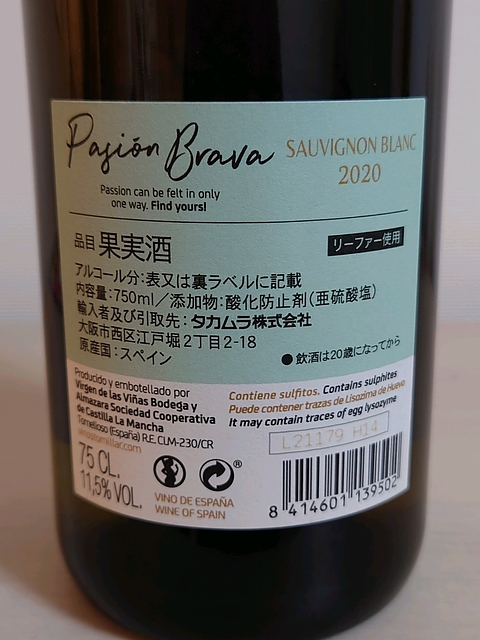 Pasión Brava
SAUVIGNON BLANC
2020
Passion can be felt in only
one way. Find yours!
品目:果実酒
リーファー使用
アルコール分:表又は裏ラベルに記載
内容量:750ml/添加物:酸化防止剤(亜硫酸塩)
輸入者及び引取先:タカムラ株式会社
大阪市西区江戸堀2丁目2-18
原産国:スペイン
●飲酒は20歳になってから
Producido y embotellado por
Virgen de las Viñas Bodega y
Almazara Sociedad Cooperativa
de Castilla La Mancha
Tomelloso (España) R.E. CLM-230/CR
vinostomillar.com
75 CL.
11,5% VOL.
VINO DE ESPAÑA
WINE OF SPAIN
Contiene sulfitos. Contains sulphites
Puede contener trazas de Lisozima de Huevo
It may contain traces of egg lysozyme
L21179 H14
8 414601 139502